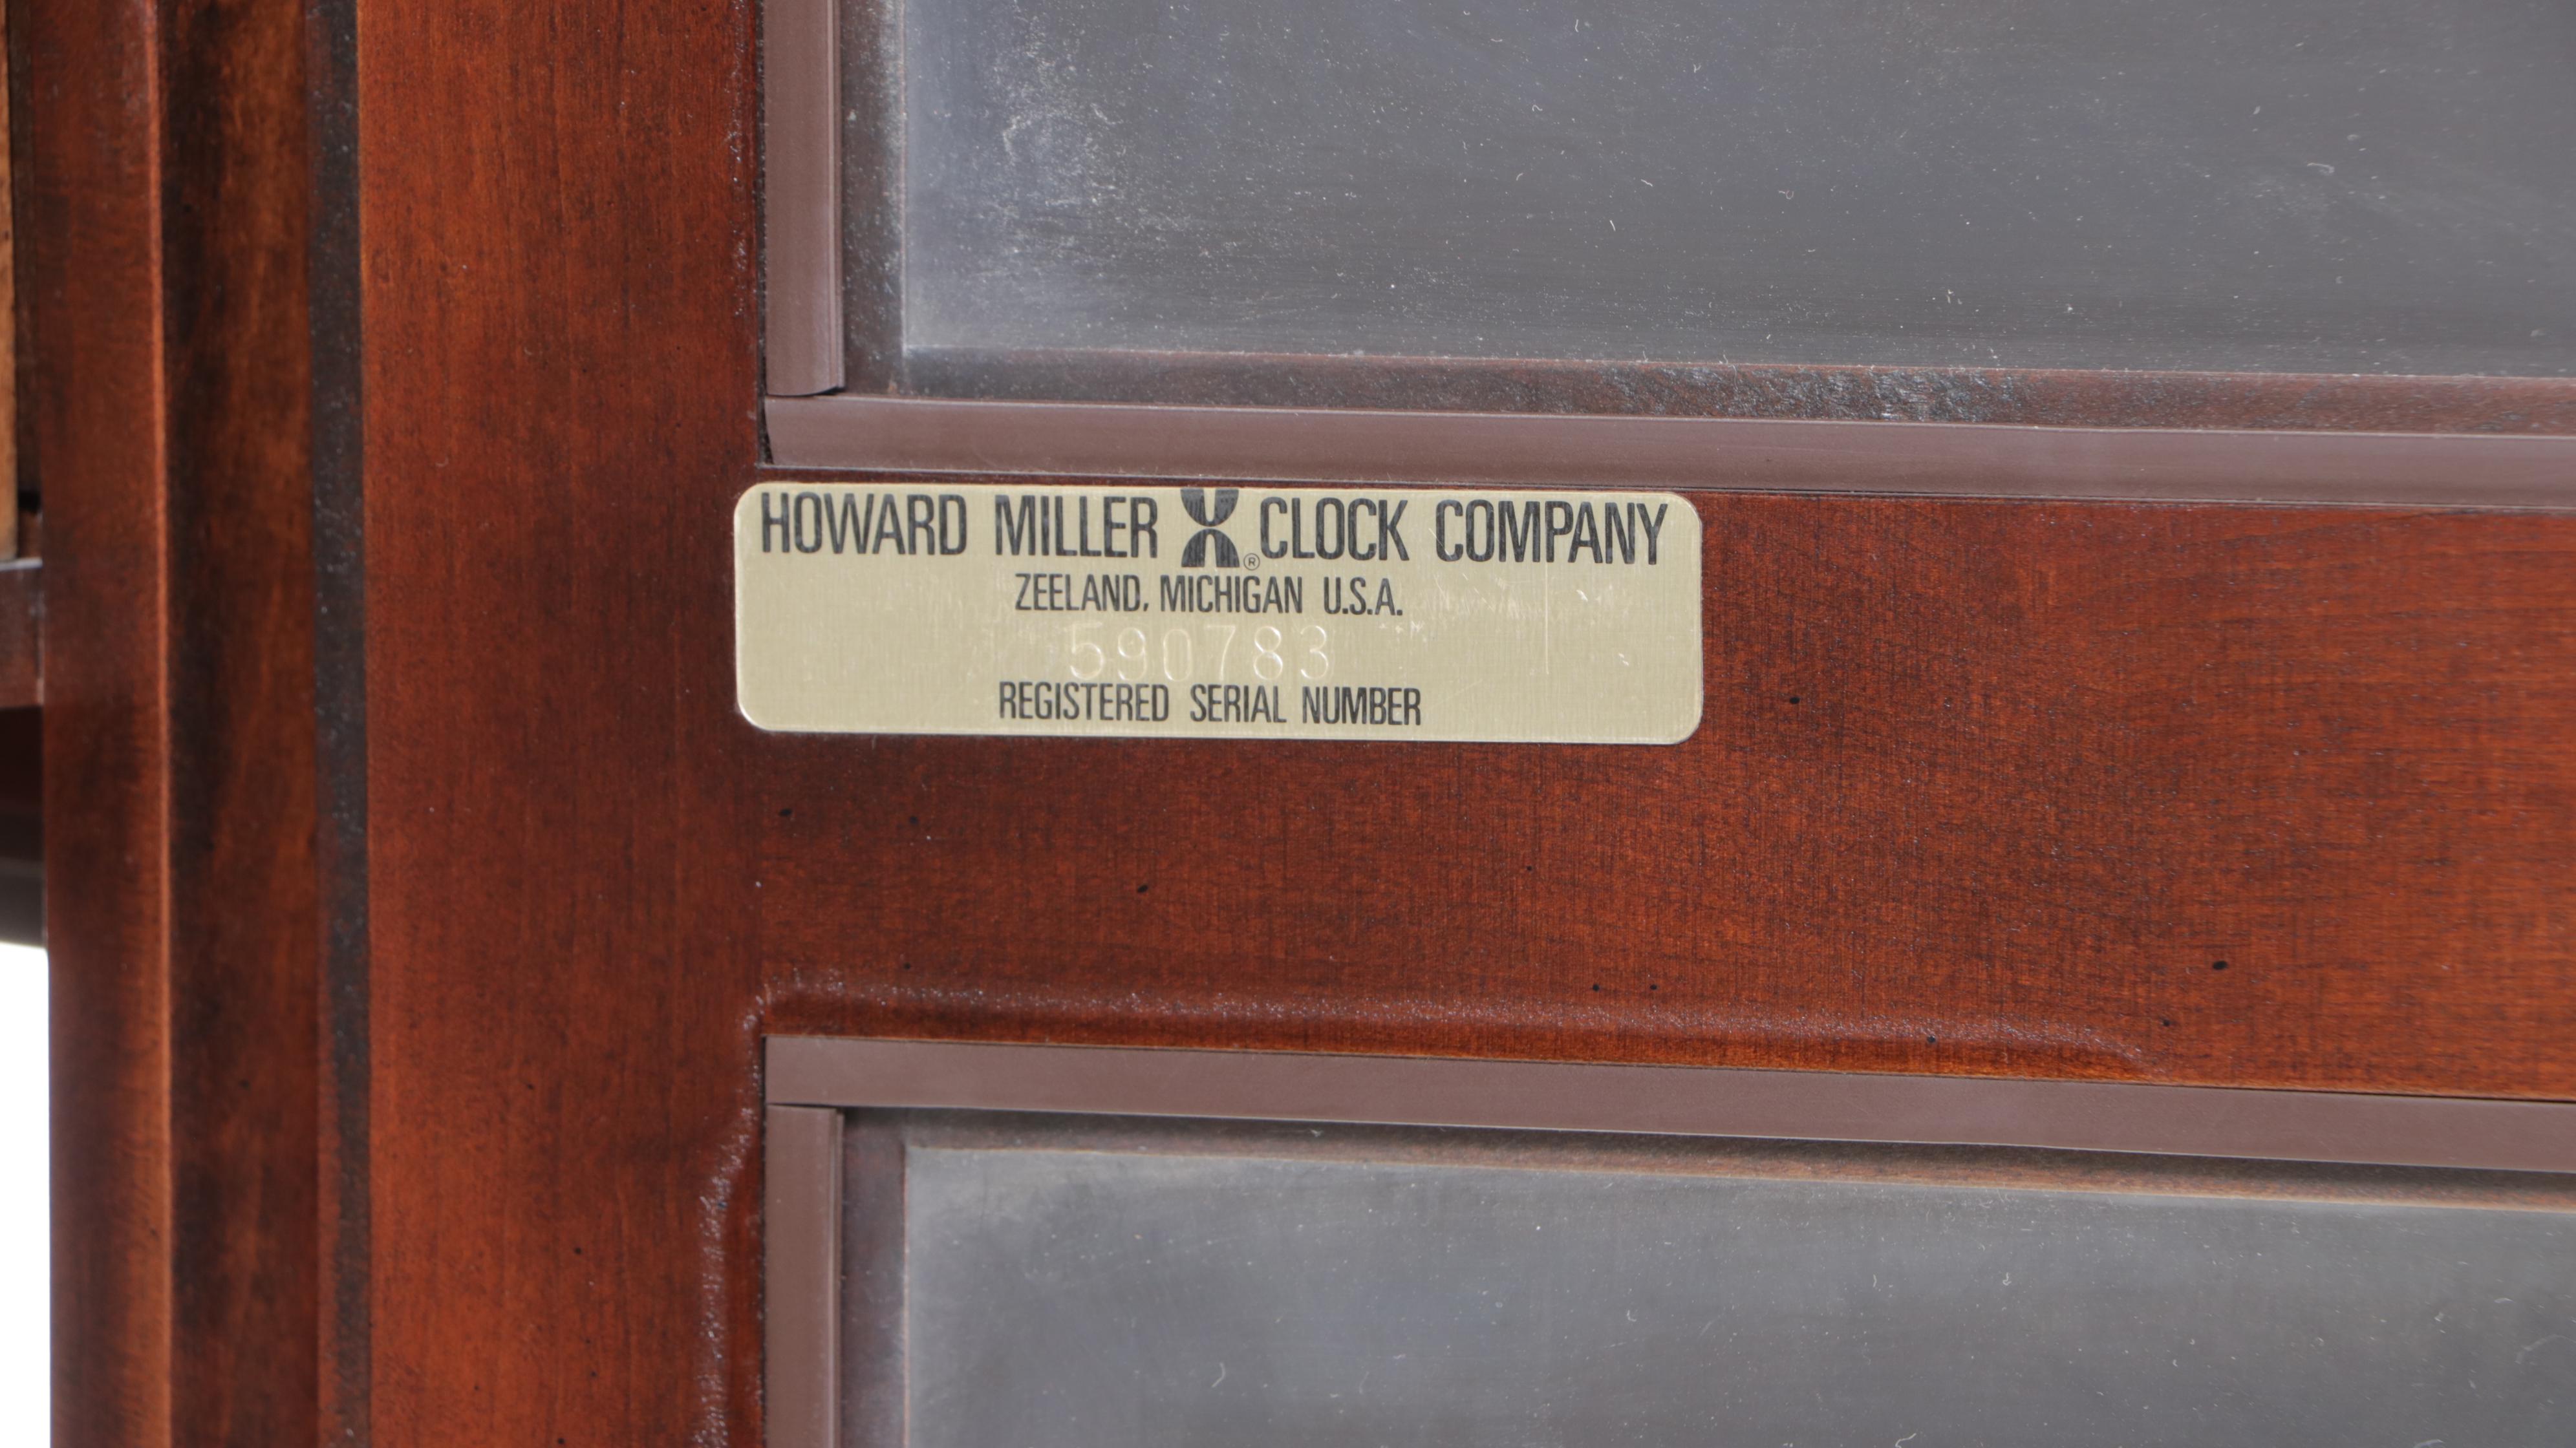 HOWARD MILLER ® CLOCK COMPANY
ZEELAND, MICHIGAN U.S.A.
590783
REGISTERED SERIAL NUMBER